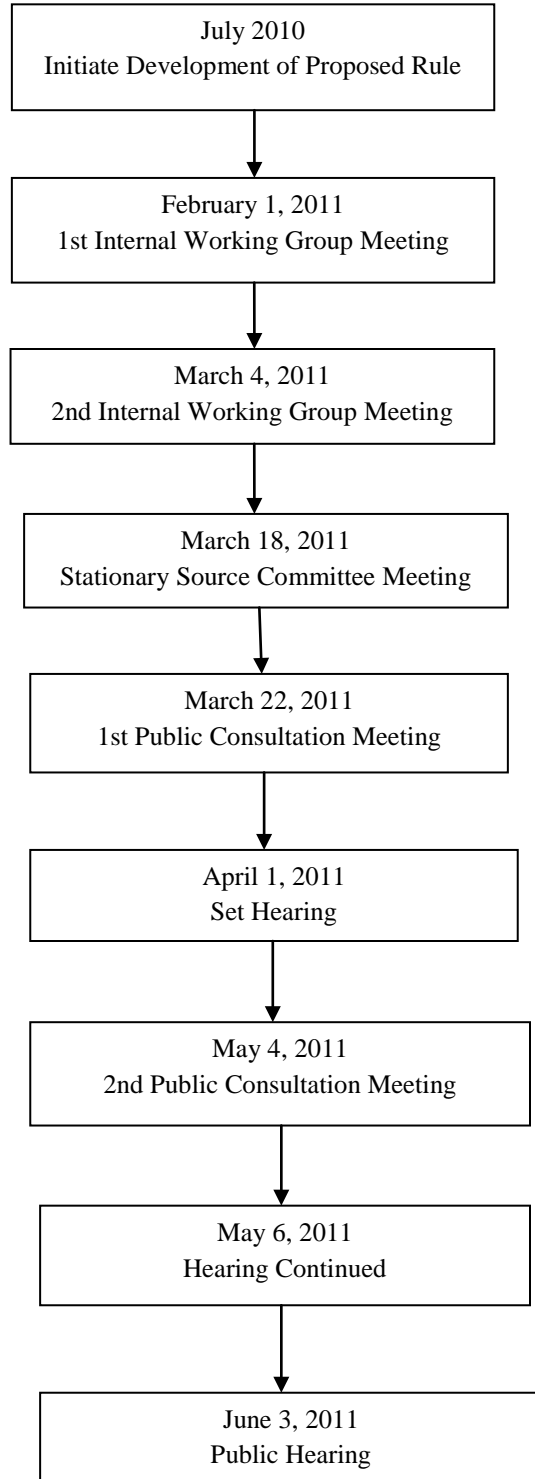 July 2010
Initiate Development of Proposed Rule
February 1, 2011
1st Internal Working Group Meeting
March 4, 2011
2nd Internal Working Group Meeting
March 18, 2011
Stationary Source Committee Meeting
March 22, 2011
1st Public Consultation Meeting
April 1, 2011
Set Hearing
May 4, 2011
2nd Public Consultation Meeting
May 6, 2011
Hearing Continued
June 3, 2011
Public Hearing